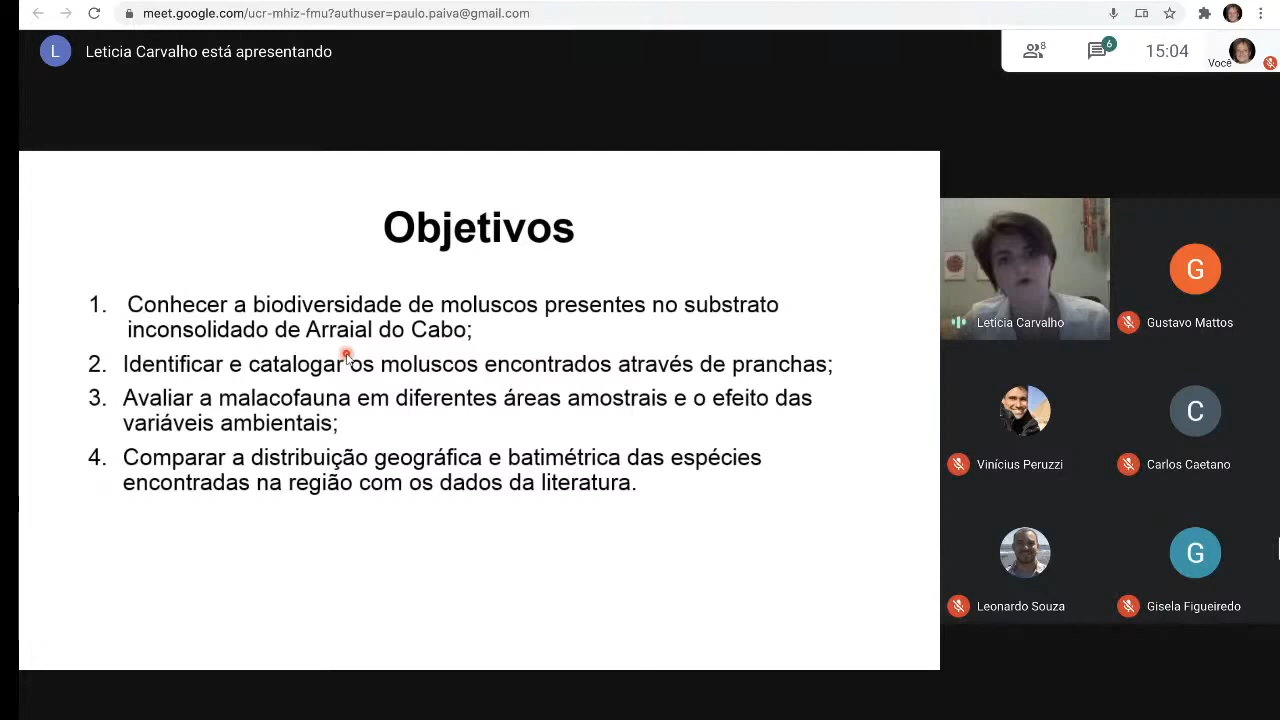 meet.google.com/ucr-mhiz-fmu?authuser=paulo.paiva@gmail.com
L
Leticia Carvalho está apresentando
8
6
15:04
Você
Objetivos
1. Conhecer a biodiversidade de moluscos presentes no substrato
inconsolidado de Arraial do Cabo;
2. Identificar e catalogar os moluscos encontrados através de pranchas;
3. Avaliar a malacofauna em diferentes áreas amostrais e o efeito das
variáveis ambientais;
4. Comparar a distribuição geográfica e batimétrica das espécies
encontradas na região com os dados da literatura.
Leticia Carvalho
G
Gustavo Mattos
Vinícius Peruzzi
C
Carlos Caetano
Leonardo Souza
G
Gisela Figueiredo